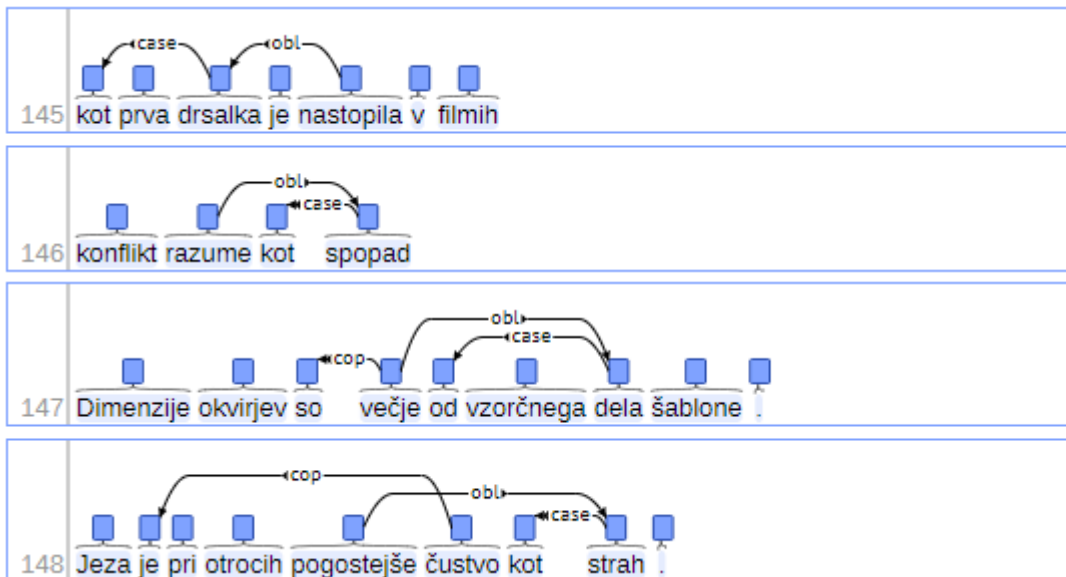 case obl
145 kot prva drsalka je nastopila v filmih
obl
case
146 konflikt razume kot spopad
obl
case
cop
147 Dimenzije okvirjev so večje od vzorčnega dela šablone .
cop
obl
case
148 Jeza je pri otrocih pogostejše čustvo kot strah .